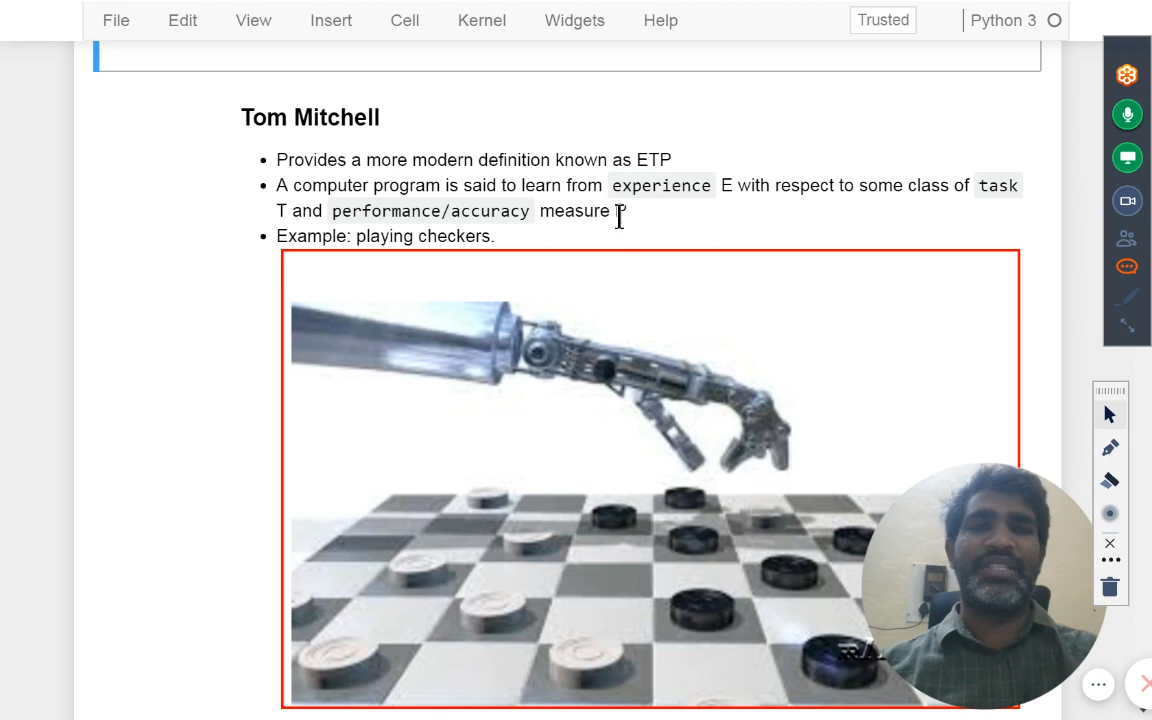 File Edit View Insert Cell Kernel Widgets Help Trusted Python 3
Tom Mitchell
Provides a more modern definition known as ETP
A computer program is said to learn from experience E with respect to some class of task
T and performance/accuracy measure P
Example: playing checkers.